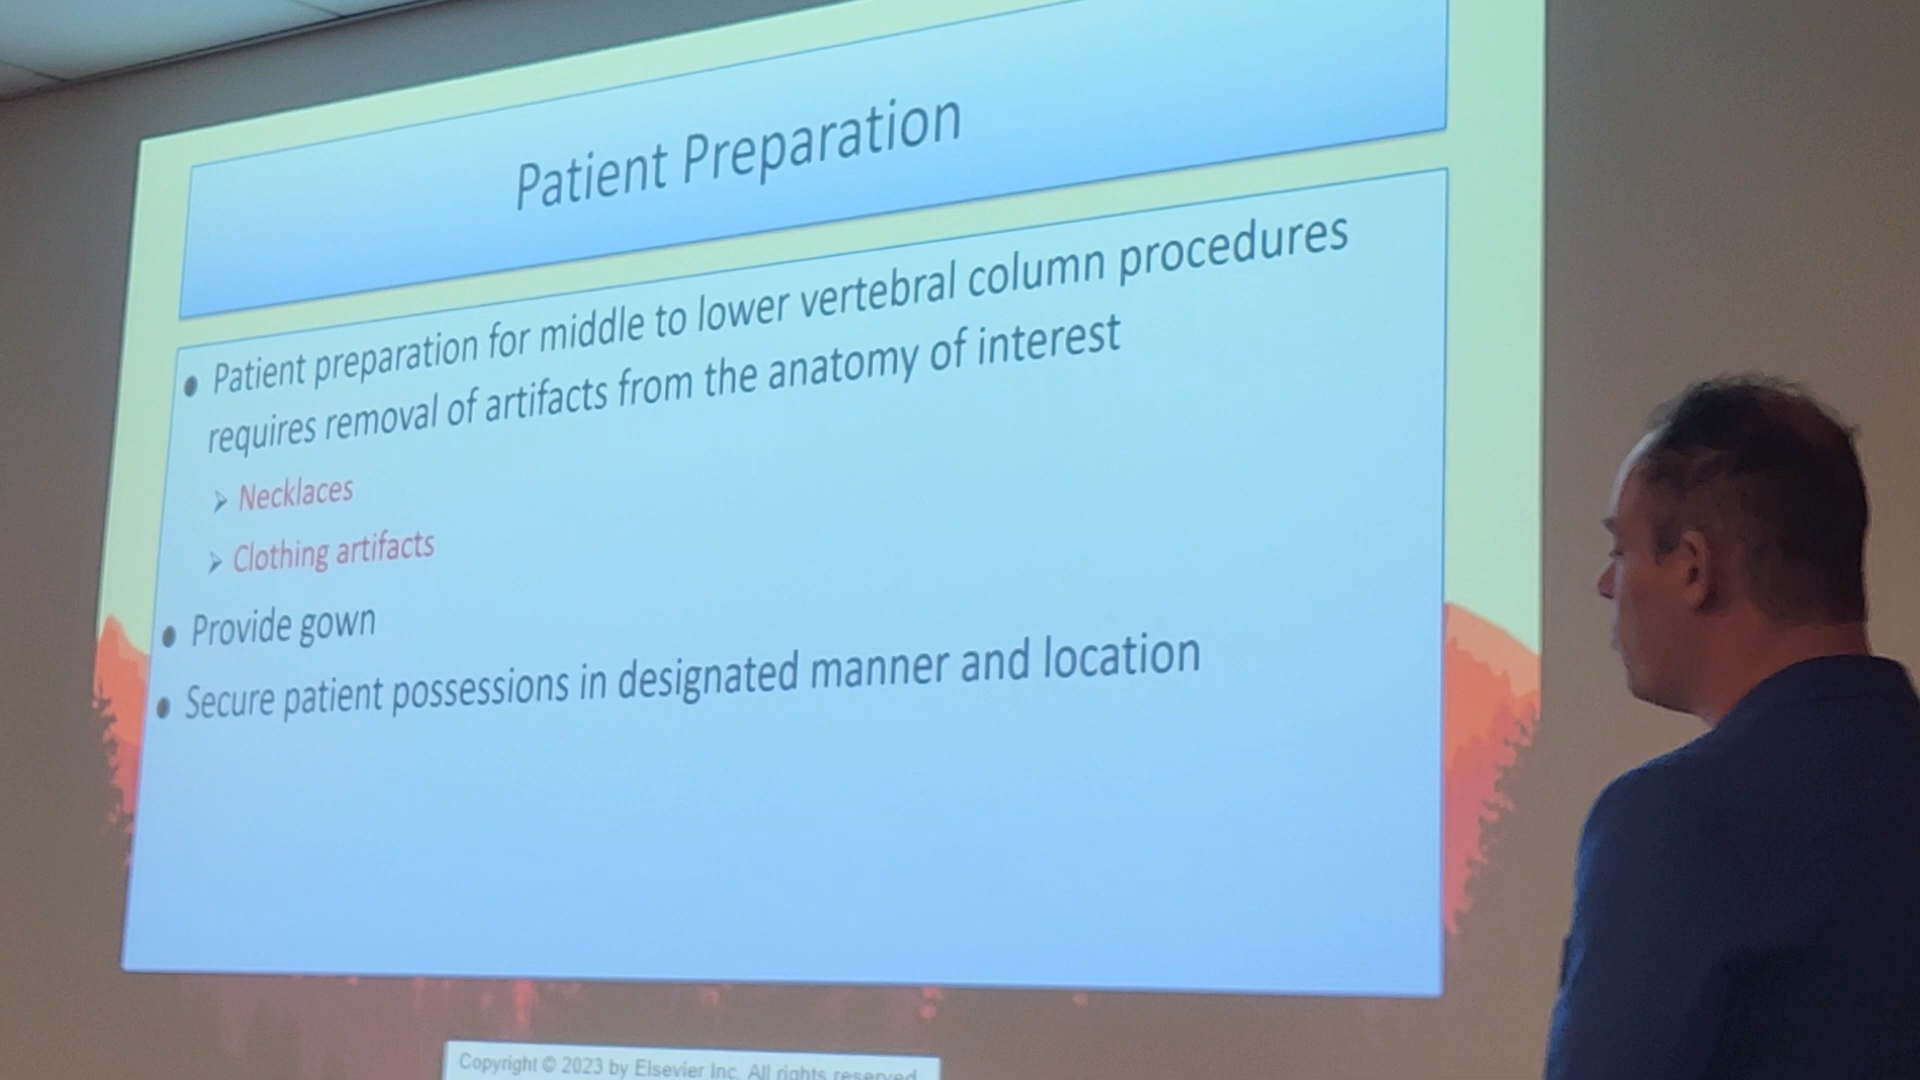 Patient Preparation
• Patient preparation for middle to lower vertebral column procedures
requires removal of artifacts from the anatomy of interest
➢ Necklaces
➢ Clothing artifacts
• Provide gown
• Secure patient possessions in designated manner and location
Copyright © 2023 by Elsevier Inc. All rights reserved